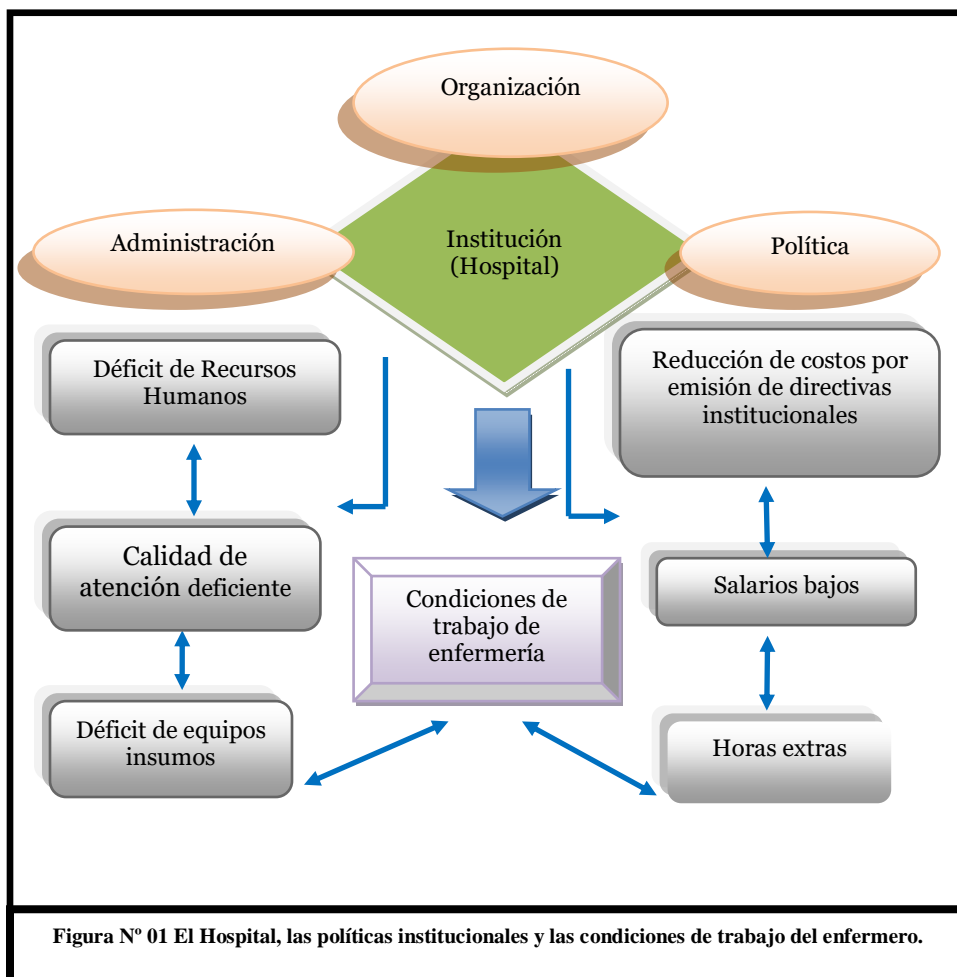 Organización
Administración
Institución
(Hospital)
Política
Déficit de Recursos
Humanos
Reducción de costos por
emisión de directivas
institucionales
Calidad de
atención deficiente
Condiciones de
trabajo de
enfermería
Salarios bajos
Déficit de equipos
insumos
Horas extras
Figura Nº 01 El Hospital, las políticas institucionales y las condiciones de trabajo del enfermero.